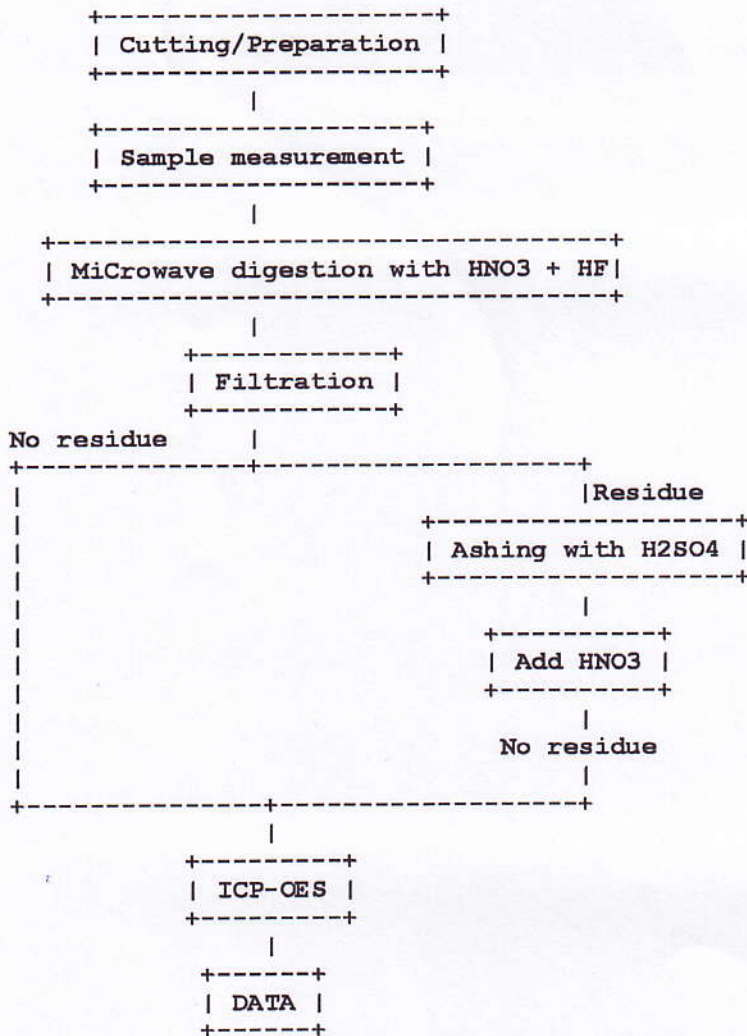 Cutting/Preparation
Sample measurement
MiCrowave digestion with HNO3 + HF
Filtration
No residue
Residue
Ashing with H2SO4
Add HNO3
No residue
ICP-OES
DATA